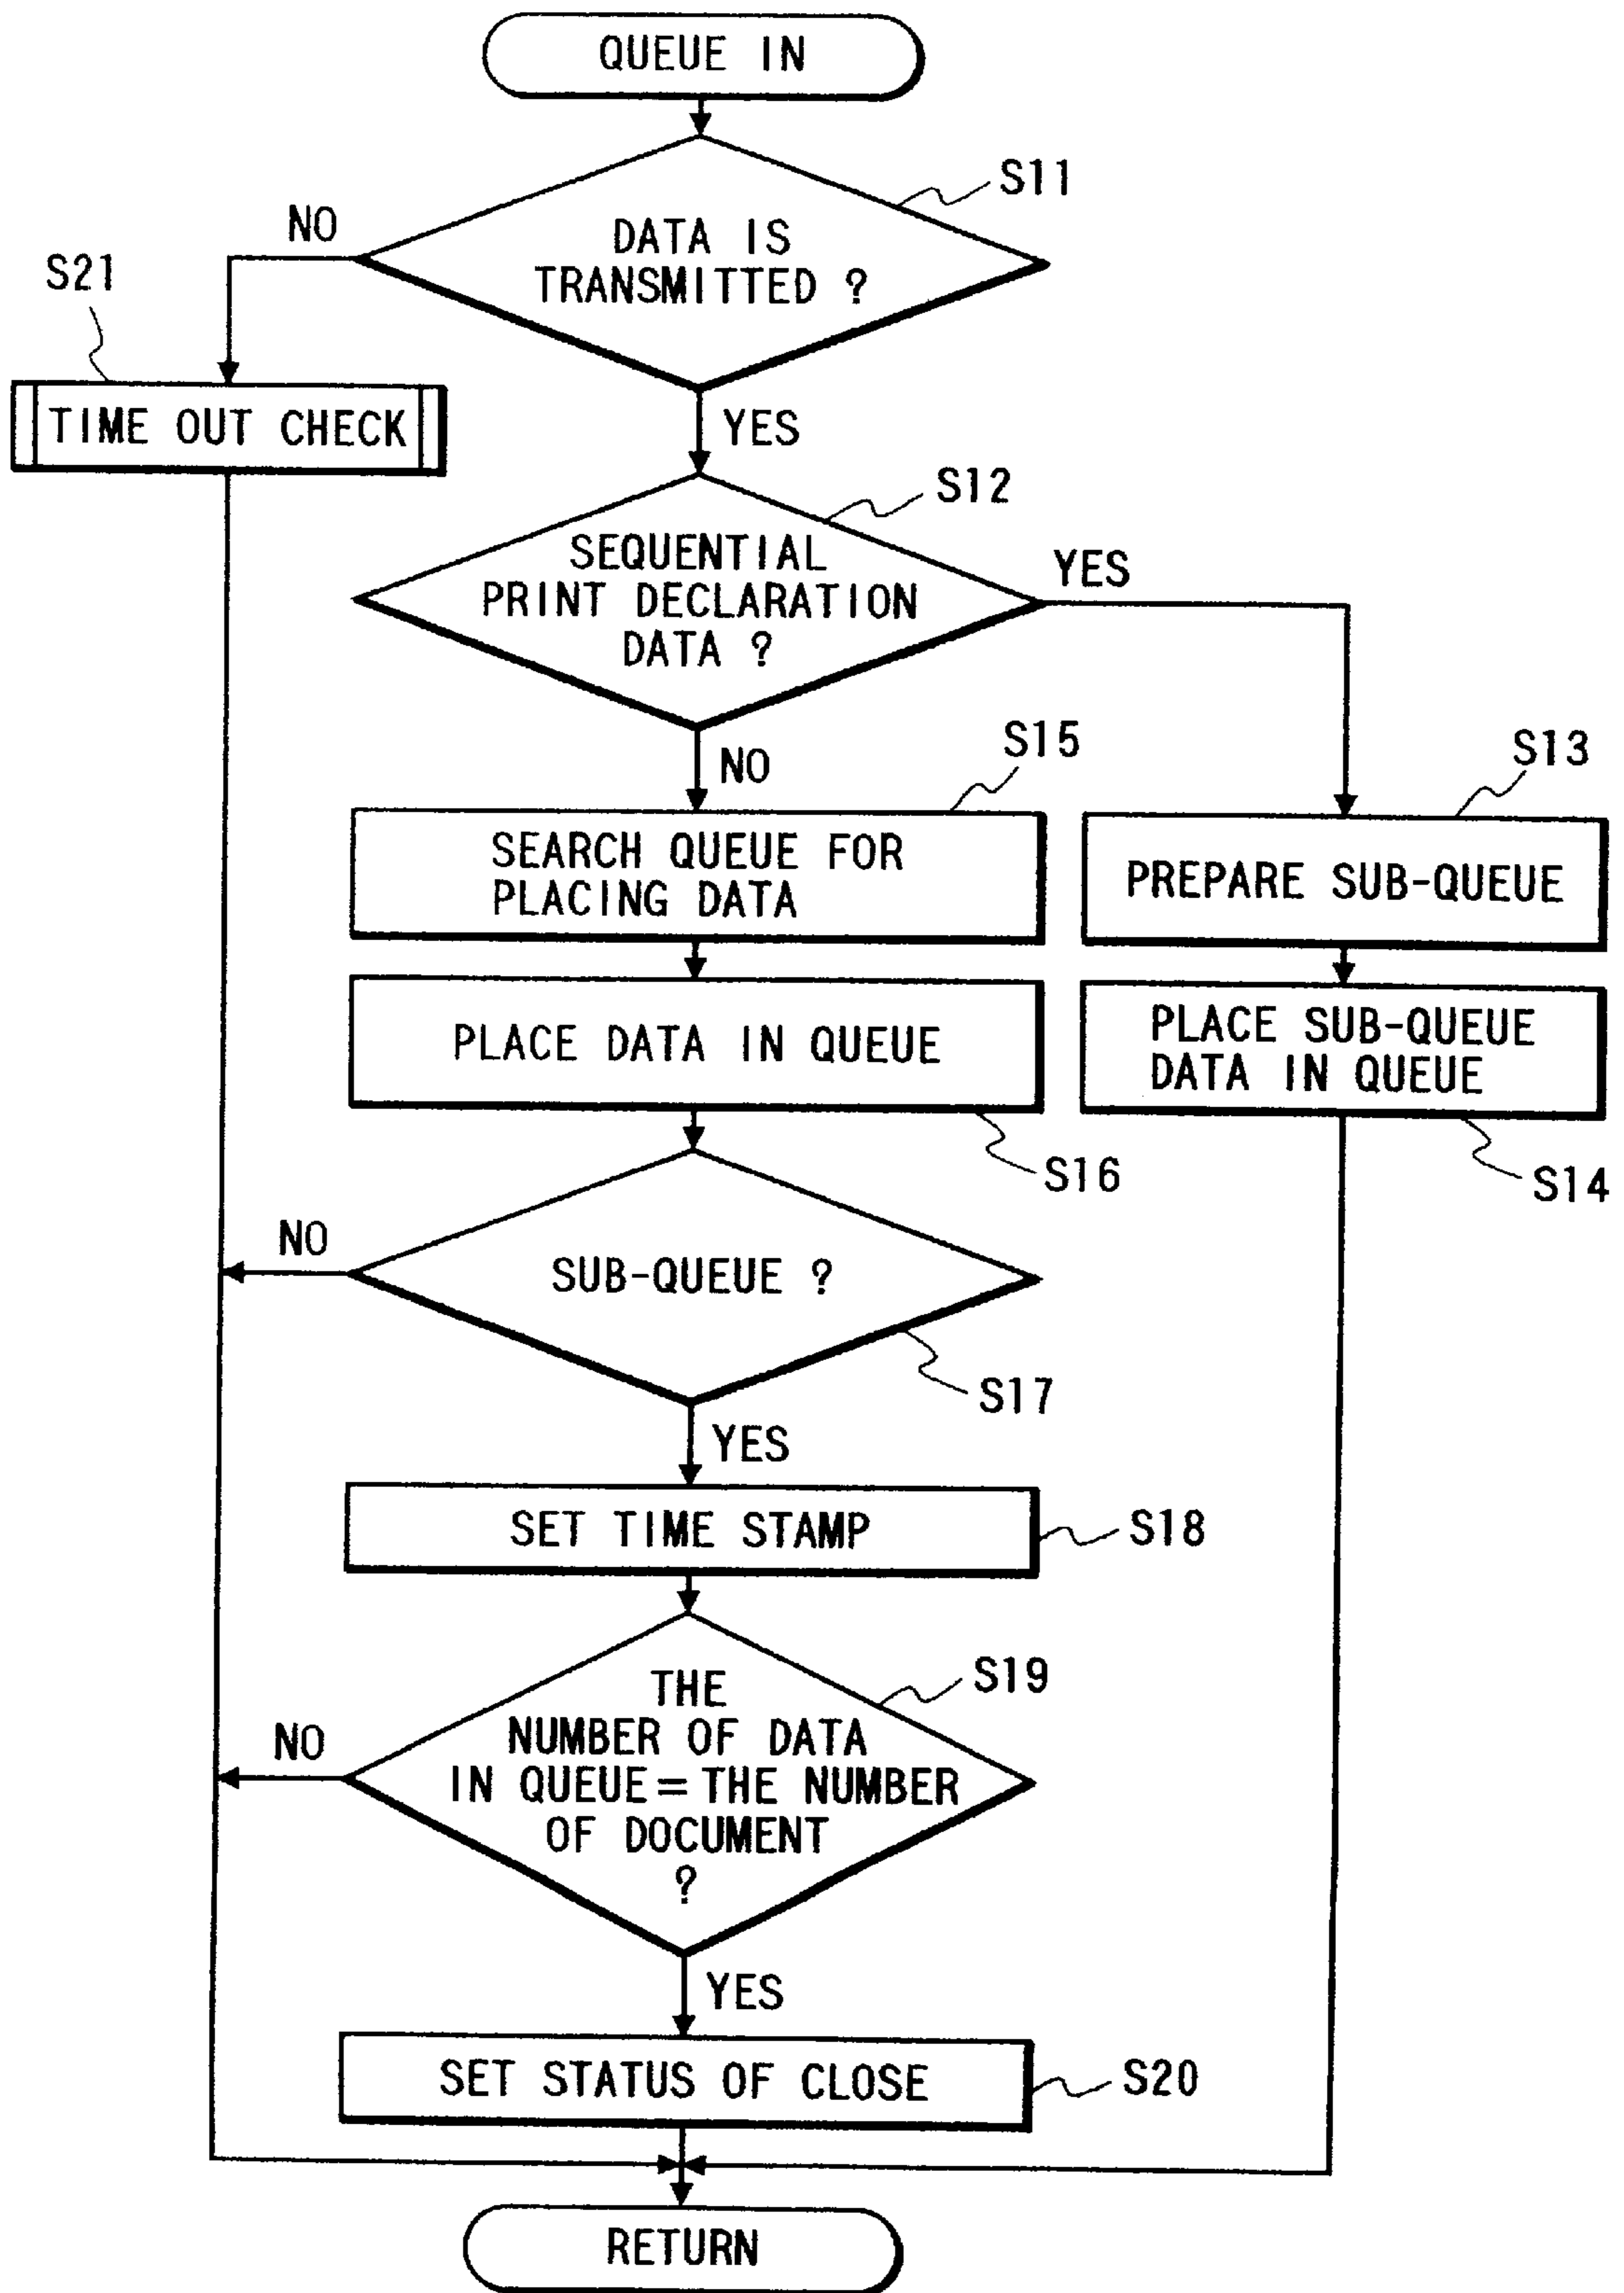 QUEUE IN
S11
NO
DATA IS
TRANSMITTED ?
S21
TIME OUT CHECK
YES
S12
SEQUENTIAL
PRINT DECLARATION
DATA ?
YES
NO
S15
S13
SEARCH QUEUE FOR
PLACING DATA
PREPARE SUB-QUEUE
PLACE DATA IN QUEUE
PLACE SUB-QUEUE
DATA IN QUEUE
S16
S14
NO
SUB-QUEUE ?
S17
YES
SET TIME STAMP
S18
S19
THE
NUMBER OF DATA
IN QUEUE = THE NUMBER
OF DOCUMENT
?
NO
YES
SET STATUS OF CLOSE
S20
RETURN